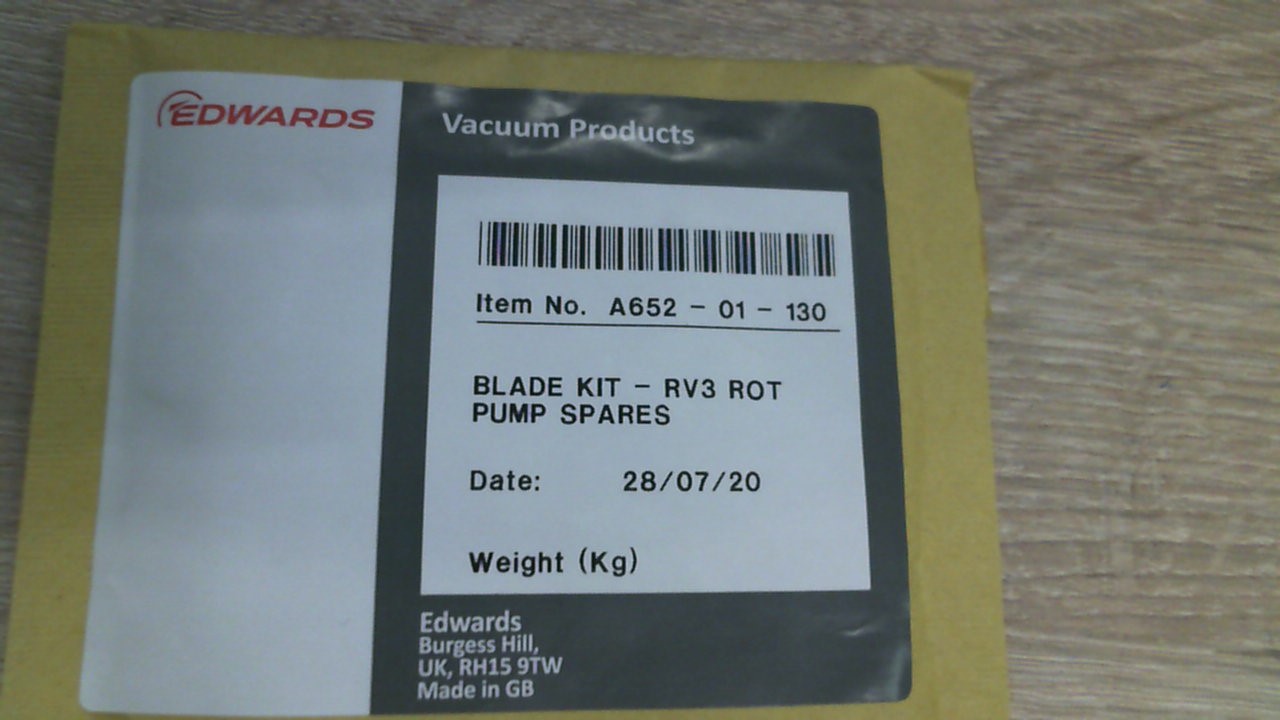 EDWARDS
Vacuum Products
Item No. A652 - 01 - 130
BLADE KIT - RV3 ROT
PUMP SPARES
Date: 28/07/20
Weight (Kg)
Edwards
Burgess Hill,
UK, RH15 9TW
Made in GB